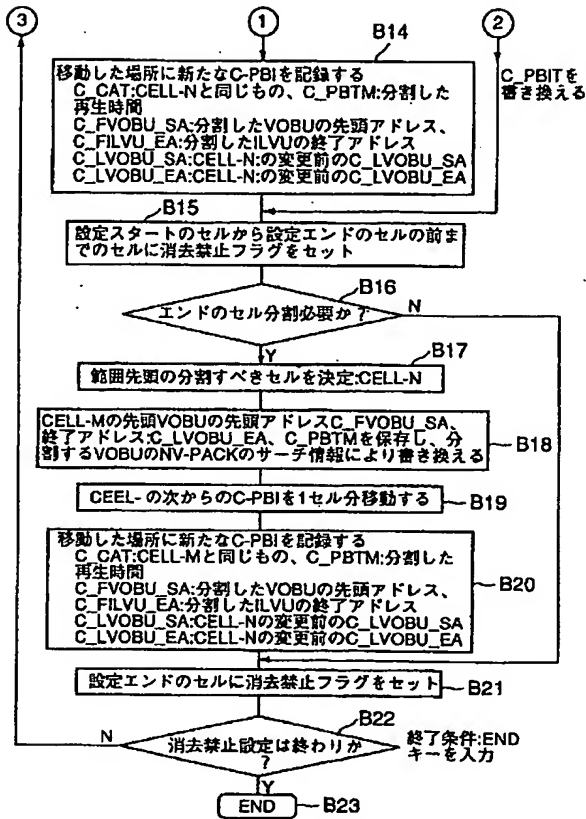 ③
①
②
B14
C_PBITを
書き換える
移動した場所に新たなC-PBIを記録する
C_CAT:CELL-Nと同じもの、C_PBTM:分割した
再生時間
C_FVOBU_SA:分割したVOBUの先頭アドレス、
C_FILVU_EA:分割したILVUの終了アドレス
C_LVOBU_SA:CELL-N:の変更前のC_LVOBU_SA
C_LVOBU_EA:CELL-N:の変更前のC_LVOBU_EA
B15
設定スタートのセルから設定エンドのセルの前ま
でのセルに消去禁止フラグをセット
B16
エンドのセル分割必要か?
N
Y
B17
範囲先頭の分割すべきセルを決定:CELL-N
CELL-Mの先頭VOBUの先頭アドレスC_FVOBU_SA、
終了アドレス:C_LVOBU_EA、C_PBTMを保存し、分
割するVOBUのNV-PACKのサーチ情報により書き換える
B18
CEEL-の次からのC-PBIを1セル分移動する
B19
移動した場所に新たなC-PBIを記録する
C_CAT:CELL-Mと同じもの、C_PBTM:分割した
再生時間
C_FVOBU_SA:分割したVOBUの先頭アドレス、
C_FILVU_EA:分割したILVUの終了アドレス
C_LVOBU_SA:CELL-Nの変更前のC_LVOBU_SA
C_LVOBU_EA:CELL-Nの変更前のC_LVOBU_EA
B20
設定エンドのセルに消去禁止フラグをセット
B21
B22
N
消去禁止設定は終わりか
?
終了条件:END
キーを入力
Y
END
B23